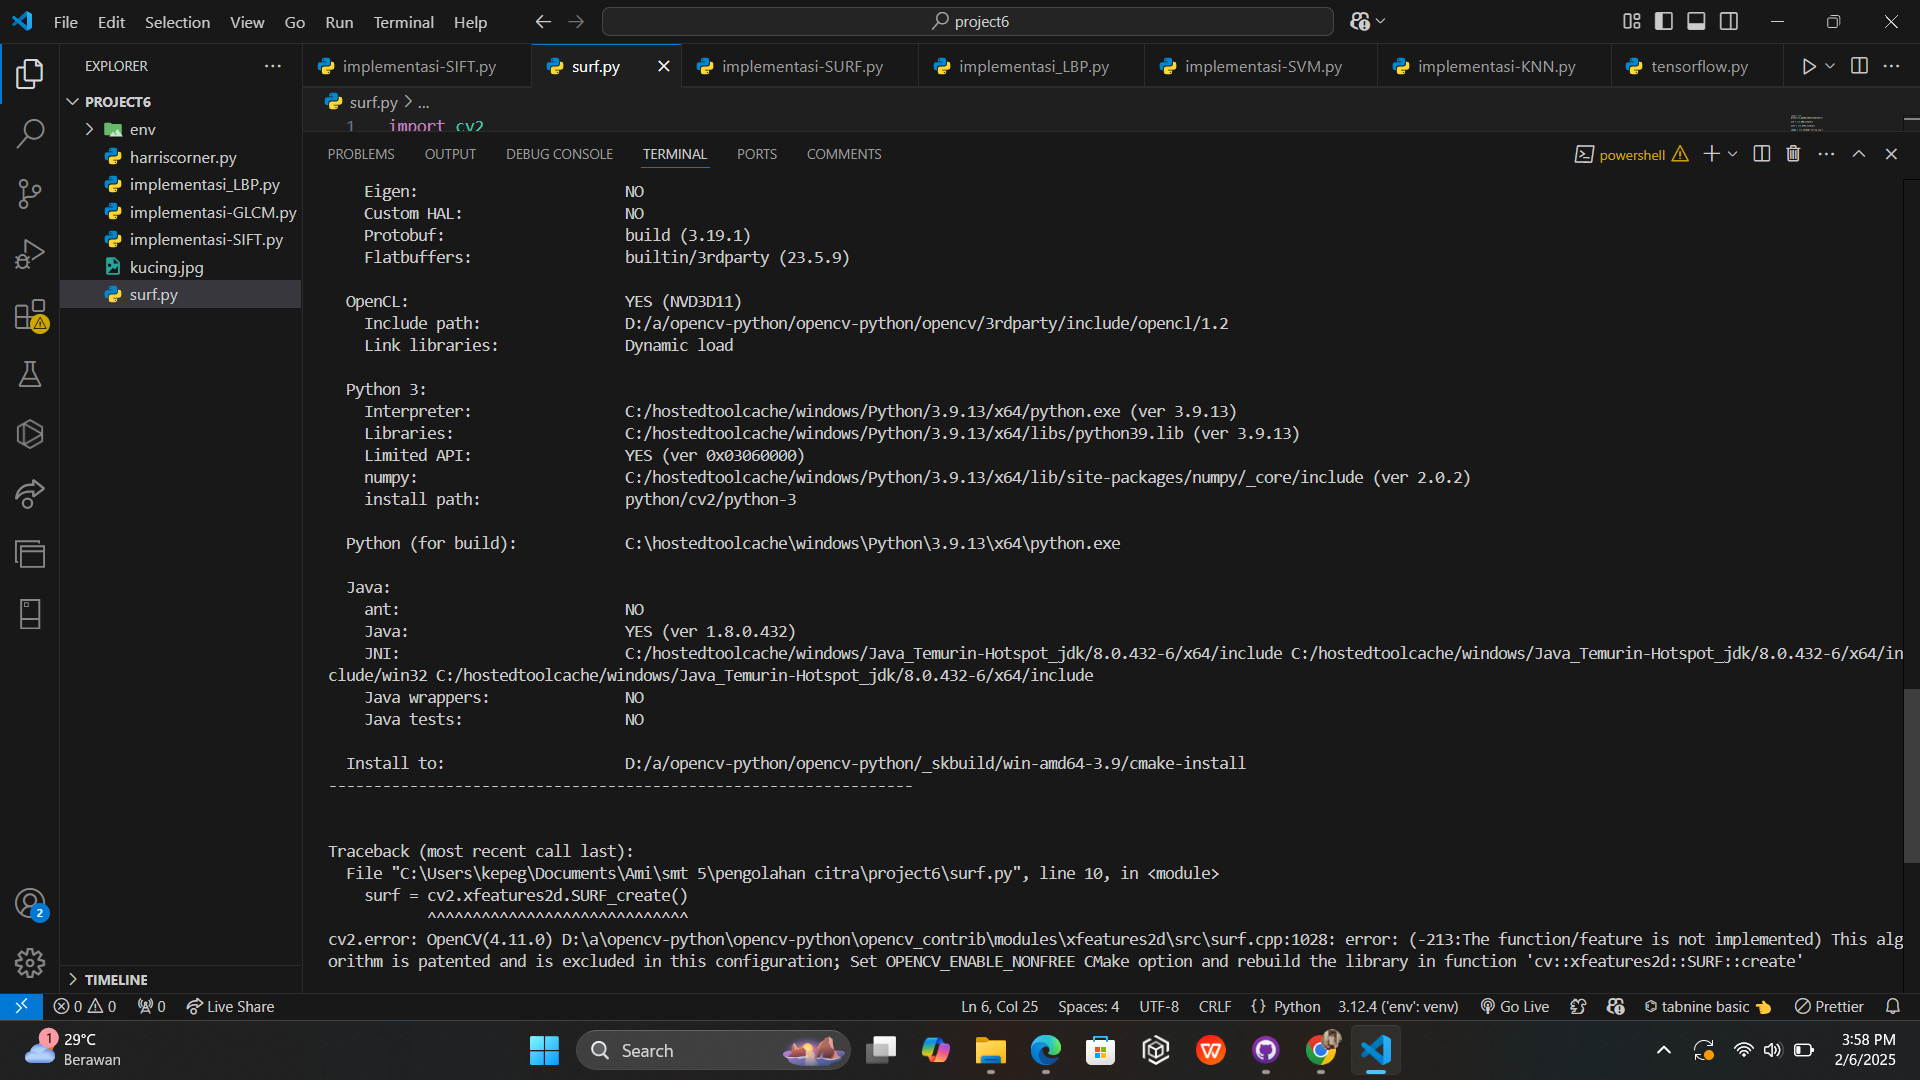 File Edit Selection View Go Run Terminal Help
project6
EXPLORER
implementasi-SIFT.py surf.py implementasi-SURF.py implementasi_LBP.py implementasi-SVM.py implementasi-KNN.py tensorflow.py
PROJECT6
env
harriscorner.py
implementasi_LBP.py
implementasi-GLCM.py
implementasi-SIFT.py
kucing.jpg
surf.py
TIMELINE
surf.py > ...
1 import cv2
PROBLEMS OUTPUT DEBUG CONSOLE TERMINAL PORTS COMMENTS
powershell
Eigen: NO
Custom HAL: NO
Protobuf: build (3.19.1)
Flatbuffers: builtin/3rdparty (23.5.9)
OpenCL: YES (NVD3D11)
Include path: D:/a/opencv-python/opencv-python/opencv/3rdparty/include/opencl/1.2
Link libraries: Dynamic load
Python 3:
Interpreter: C:/hostedtoolcache/windows/Python/3.9.13/x64/python.exe (ver 3.9.13)
Libraries: C:/hostedtoolcache/windows/Python/3.9.13/x64/libs/python39.lib (ver 3.9.13)
Limited API: YES (ver 0x03060000)
numpy: C:/hostedtoolcache/windows/Python/3.9.13/x64/lib/site-packages/numpy/_core/include (ver 2.0.2)
install path: python/cv2/python-3
Python (for build): C:\hostedtoolcache\windows\Python\3.9.13\x64\python.exe
Java:
ant: NO
Java: YES (ver 1.8.0.432)
JNI: C:/hostedtoolcache/windows/Java_Temurin-Hotspot_jdk/8.0.432-6/x64/include C:/hostedtoolcache/windows/Java_Temurin-Hotspot_jdk/8.0.432-6/x64/in
clude/win32 C:/hostedtoolcache/windows/Java_Temurin-Hotspot_jdk/8.0.432-6/x64/include
Java wrappers: NO
Java tests: NO
Install to: D:/a/opencv-python/opencv-python/_skbuild/win-amd64-3.9/cmake-install
-----------------------------------------------------------------
Traceback (most recent call last):
File "C:\Users\kepeg\Documents\Ami\smt 5\pengolahan citra\project6\surf.py", line 10, in <module>
surf = cv2.xfeatures2d.SURF_create()
^^^^^^^^^^^^^^^^^^^^^^^^^^^^^
cv2.error: OpenCV(4.11.0) D:\a\opencv-python\opencv-python\opencv_contrib\modules\xfeatures2d\src\surf.cpp:1028: error: (-213:The function/feature is not implemented) This alg
orithm is patented and is excluded in this configuration; Set OPENCV_ENABLE_NONFREE CMake option and rebuild the library in function 'cv::xfeatures2d::SURF::create'
2
0 0 0 Live Share Ln 6, Col 25 Spaces: 4 UTF-8 CRLF {} Python 3.12.4 ('env': venv) Go Live tabnine basic Prettier
1 29°C
Berawan
Search
3:58 PM
2/6/2025